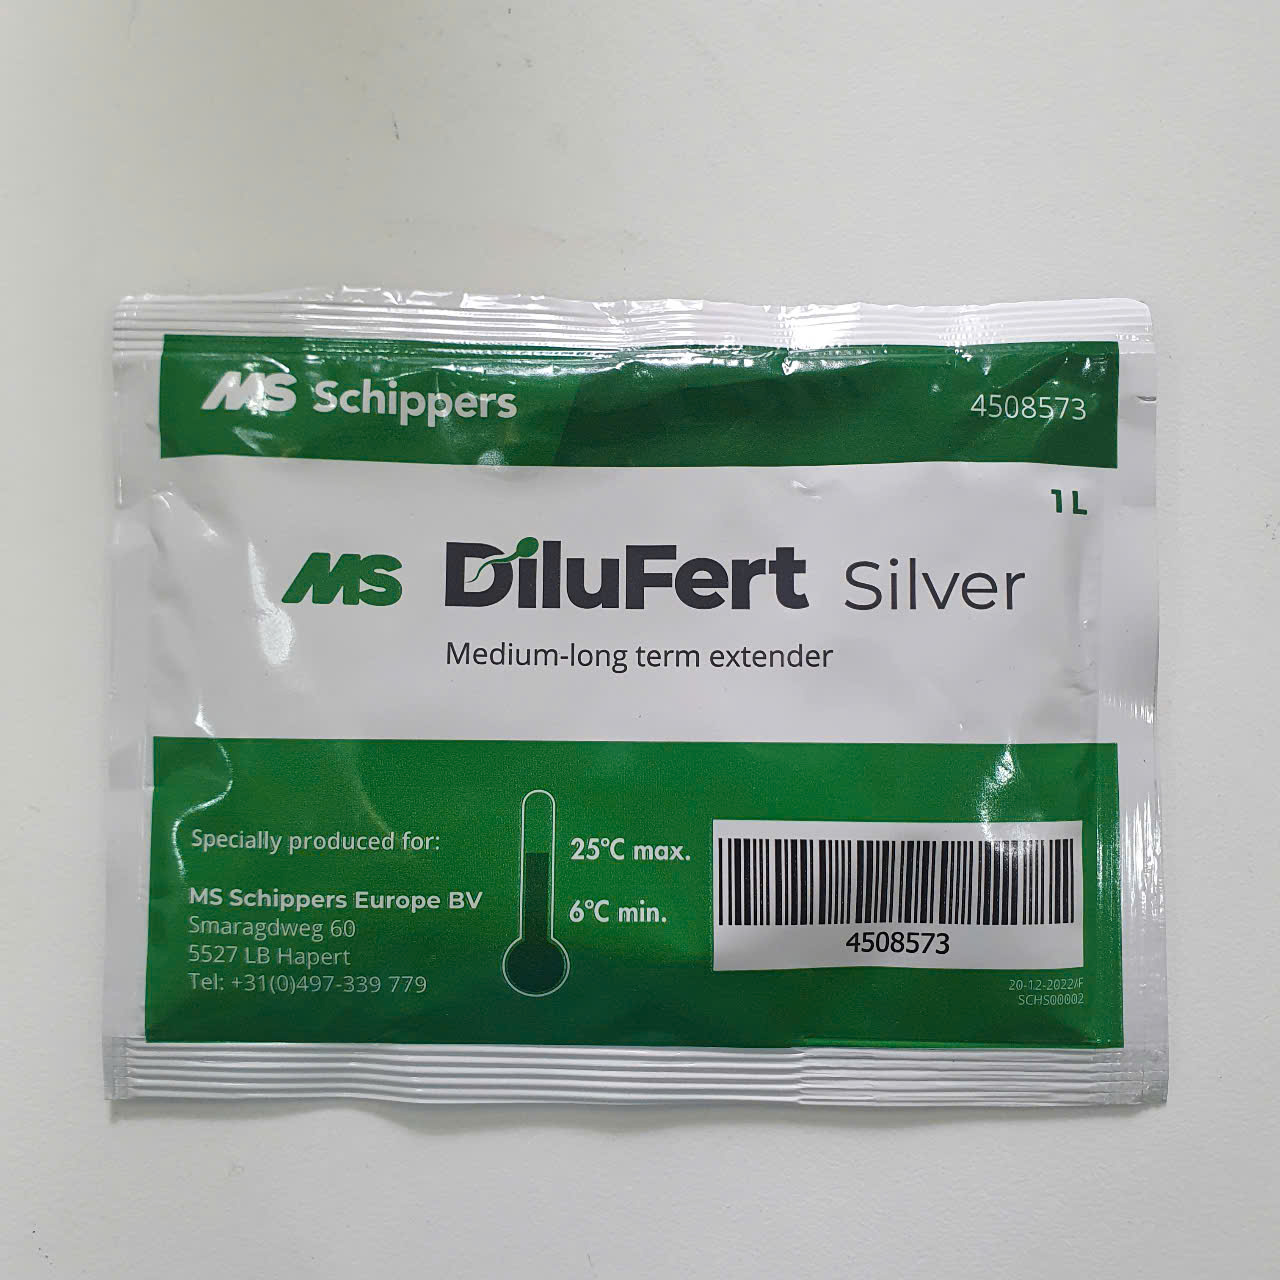 MS Schippers
4508573
1 L
MS DiluFert Silver
Medium-long term extender
Specially produced for:
MS Schippers Europe BV
Smaragdweg 60
5527 LB Hapert
Tel: +31(0)497-339 779
25°C max.
6°C min.
4508573
20-12-2022/F
SCHS00002